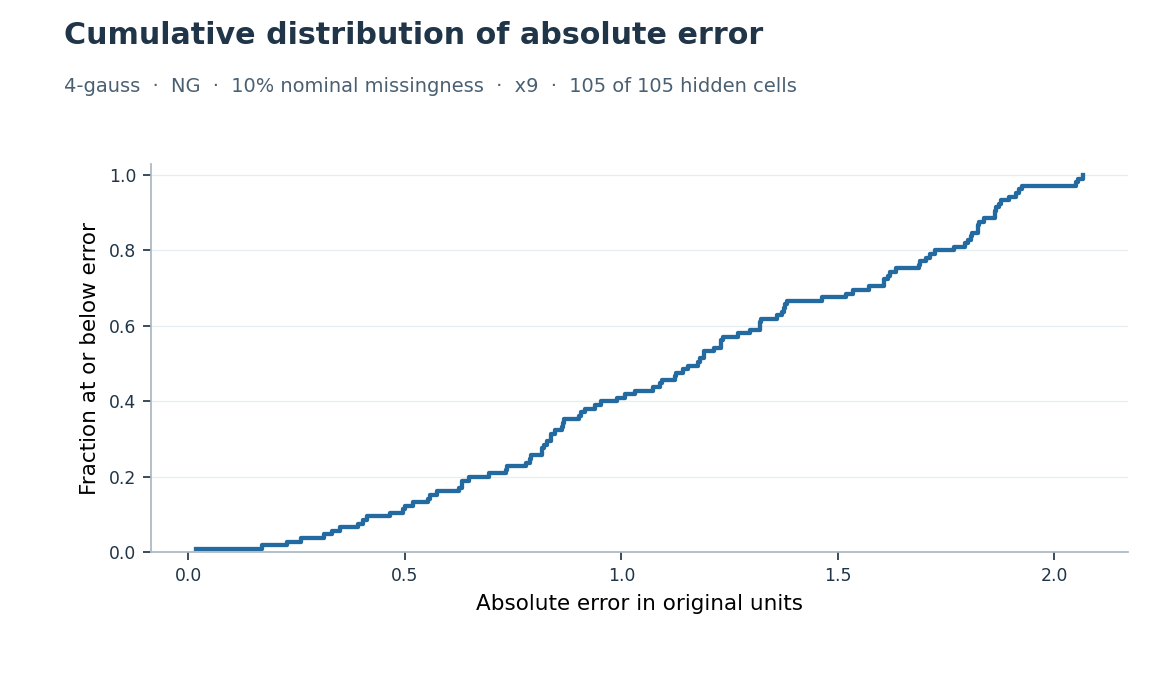 Cumulative distribution of absolute error
4-gauss · NG · 10% nominal missingness · x9 · 105 of 105 hidden cells
Fraction at or below error
1.0
0.8
0.6
0.4
0.2
0.0
0.0 0.5 1.0 1.5 2.0
Absolute error in original units